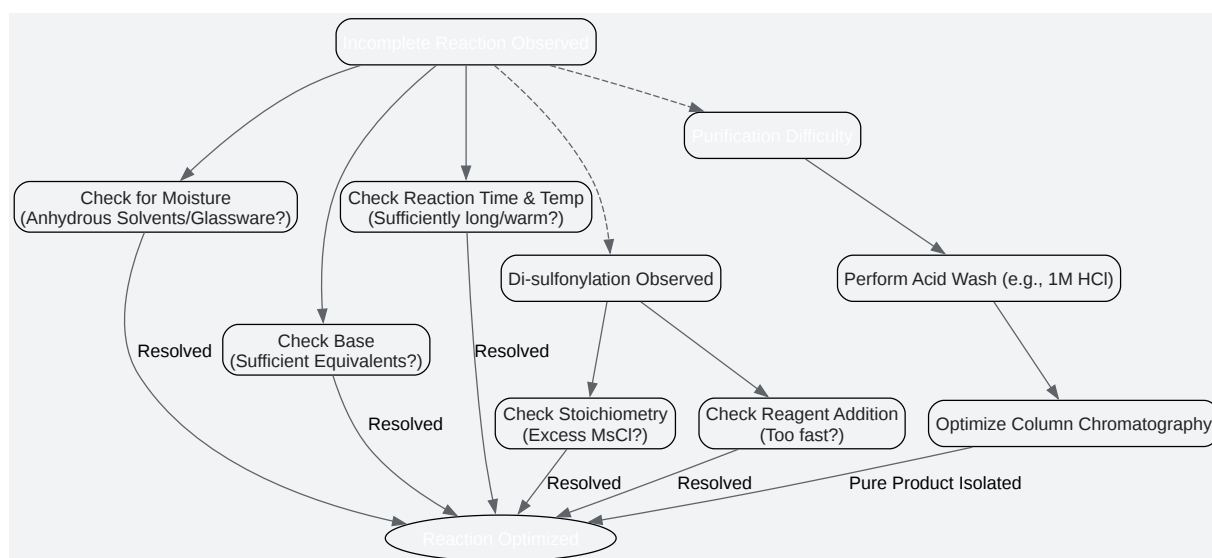 Incomplete Reaction Observed
Purification Difficulty
Check for Moisture
(Anhydrous Solvents/Glassware?)
Check Reaction Time & Temp
(Sufficiently long/warm?)
Di-sulfonylation Observed
Perform Acid Wash (e.g., 1M HCl)
Check Base
(Sufficient Equivalents?)
Resolved
Resolved
Resolved
Check Stoichiometry
(Excess MsCl?)
Check Reagent Addition
(Too fast?)
Optimize Column Chromatography
Resolved
Resolved
Pure Product Isolated
Reaction Optimized